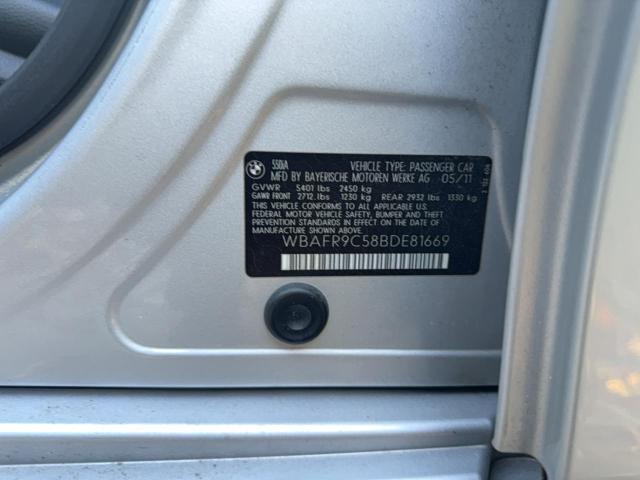 550iA VEHICLE TYPE: PASSENGER CAR
MFD BY BAYERISCHE MOTOREN WERKE AG 05/11
GVWR 5401 lbs 2450 kg
GAWR FRONT 2712.lbs 1230 kg REAR 2932 lbs 1330 kg
THIS VEHICLE CONFORMS TO ALL APPLICABLE U.S.
FEDERAL MOTOR VEHICLE SAFETY, BUMPER AND THEFT
PREVENTION STANDARDS IN EFFECT ON THE DATE OF
MANUFACTURE SHOWN ABOVE.
WBAFR9C58BDE81669